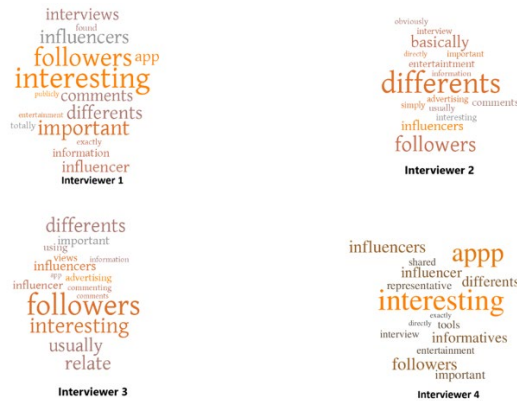 interviews
found
influencers
followers app
interesting
publicly comments
entertainment differents
totally important
exactly
information
influencer
Interviewer 1
obviously
interview
basically
directly important
entertaintment
information
differents
simply advertising comments
usually
interesting
influencers
followers
Interviewer 2
differents
important
using
views information
influencers
app advertising
influencer commenting
comments
followers
interesting
usually
relate
Interviewer 3
influencers appp
shared
influencer
representative differents
interesting
exactly
directly tools
interview informatives
entertainment
followers
important
Interviewer 4